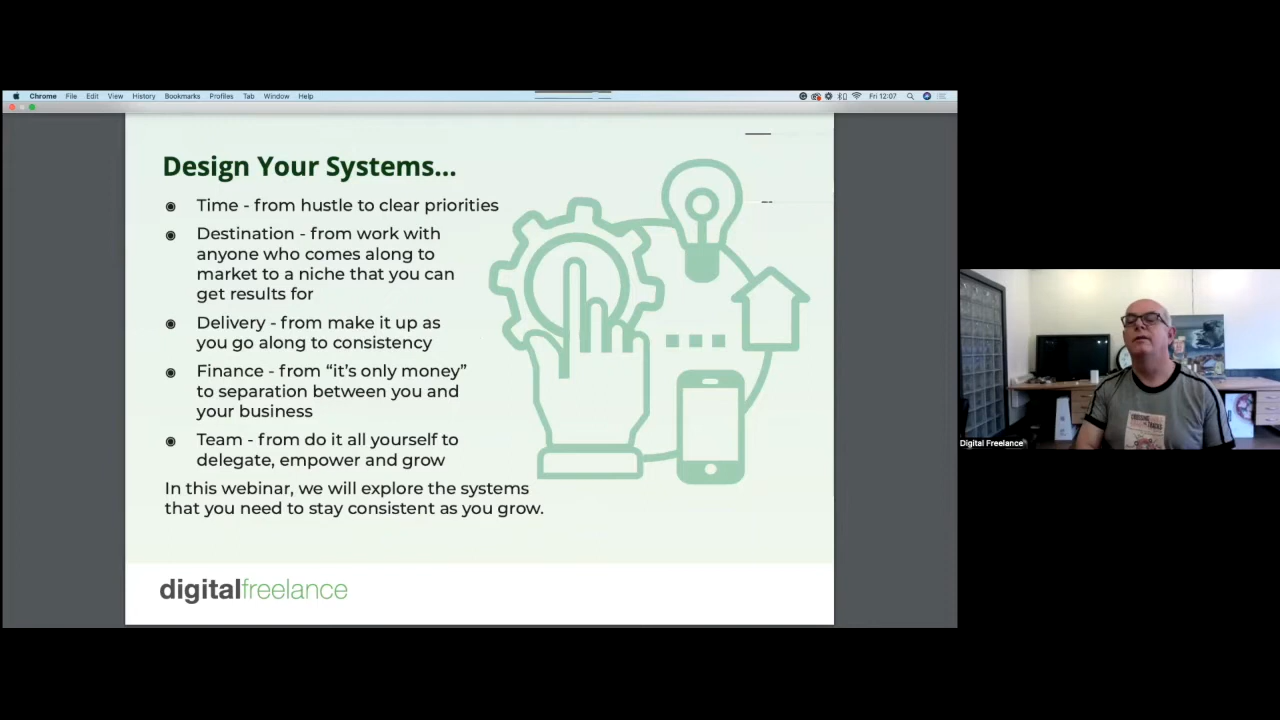 Chrome File Edit View History Bookmarks Profiles Tab Window Help
Fri 12:07
Design Your Systems...
Time - from hustle to clear priorities
Destination - from work with
anyone who comes along to
market to a niche that you can
get results for
Delivery - from make it up as
you go along to consistency
Finance - from “it’s only money”
to separation between you and
your business
Team - from do it all yourself to
delegate, empower and grow
In this webinar, we will explore the systems
that you need to stay consistent as you grow.
digitalfreelance
Digital Freelance